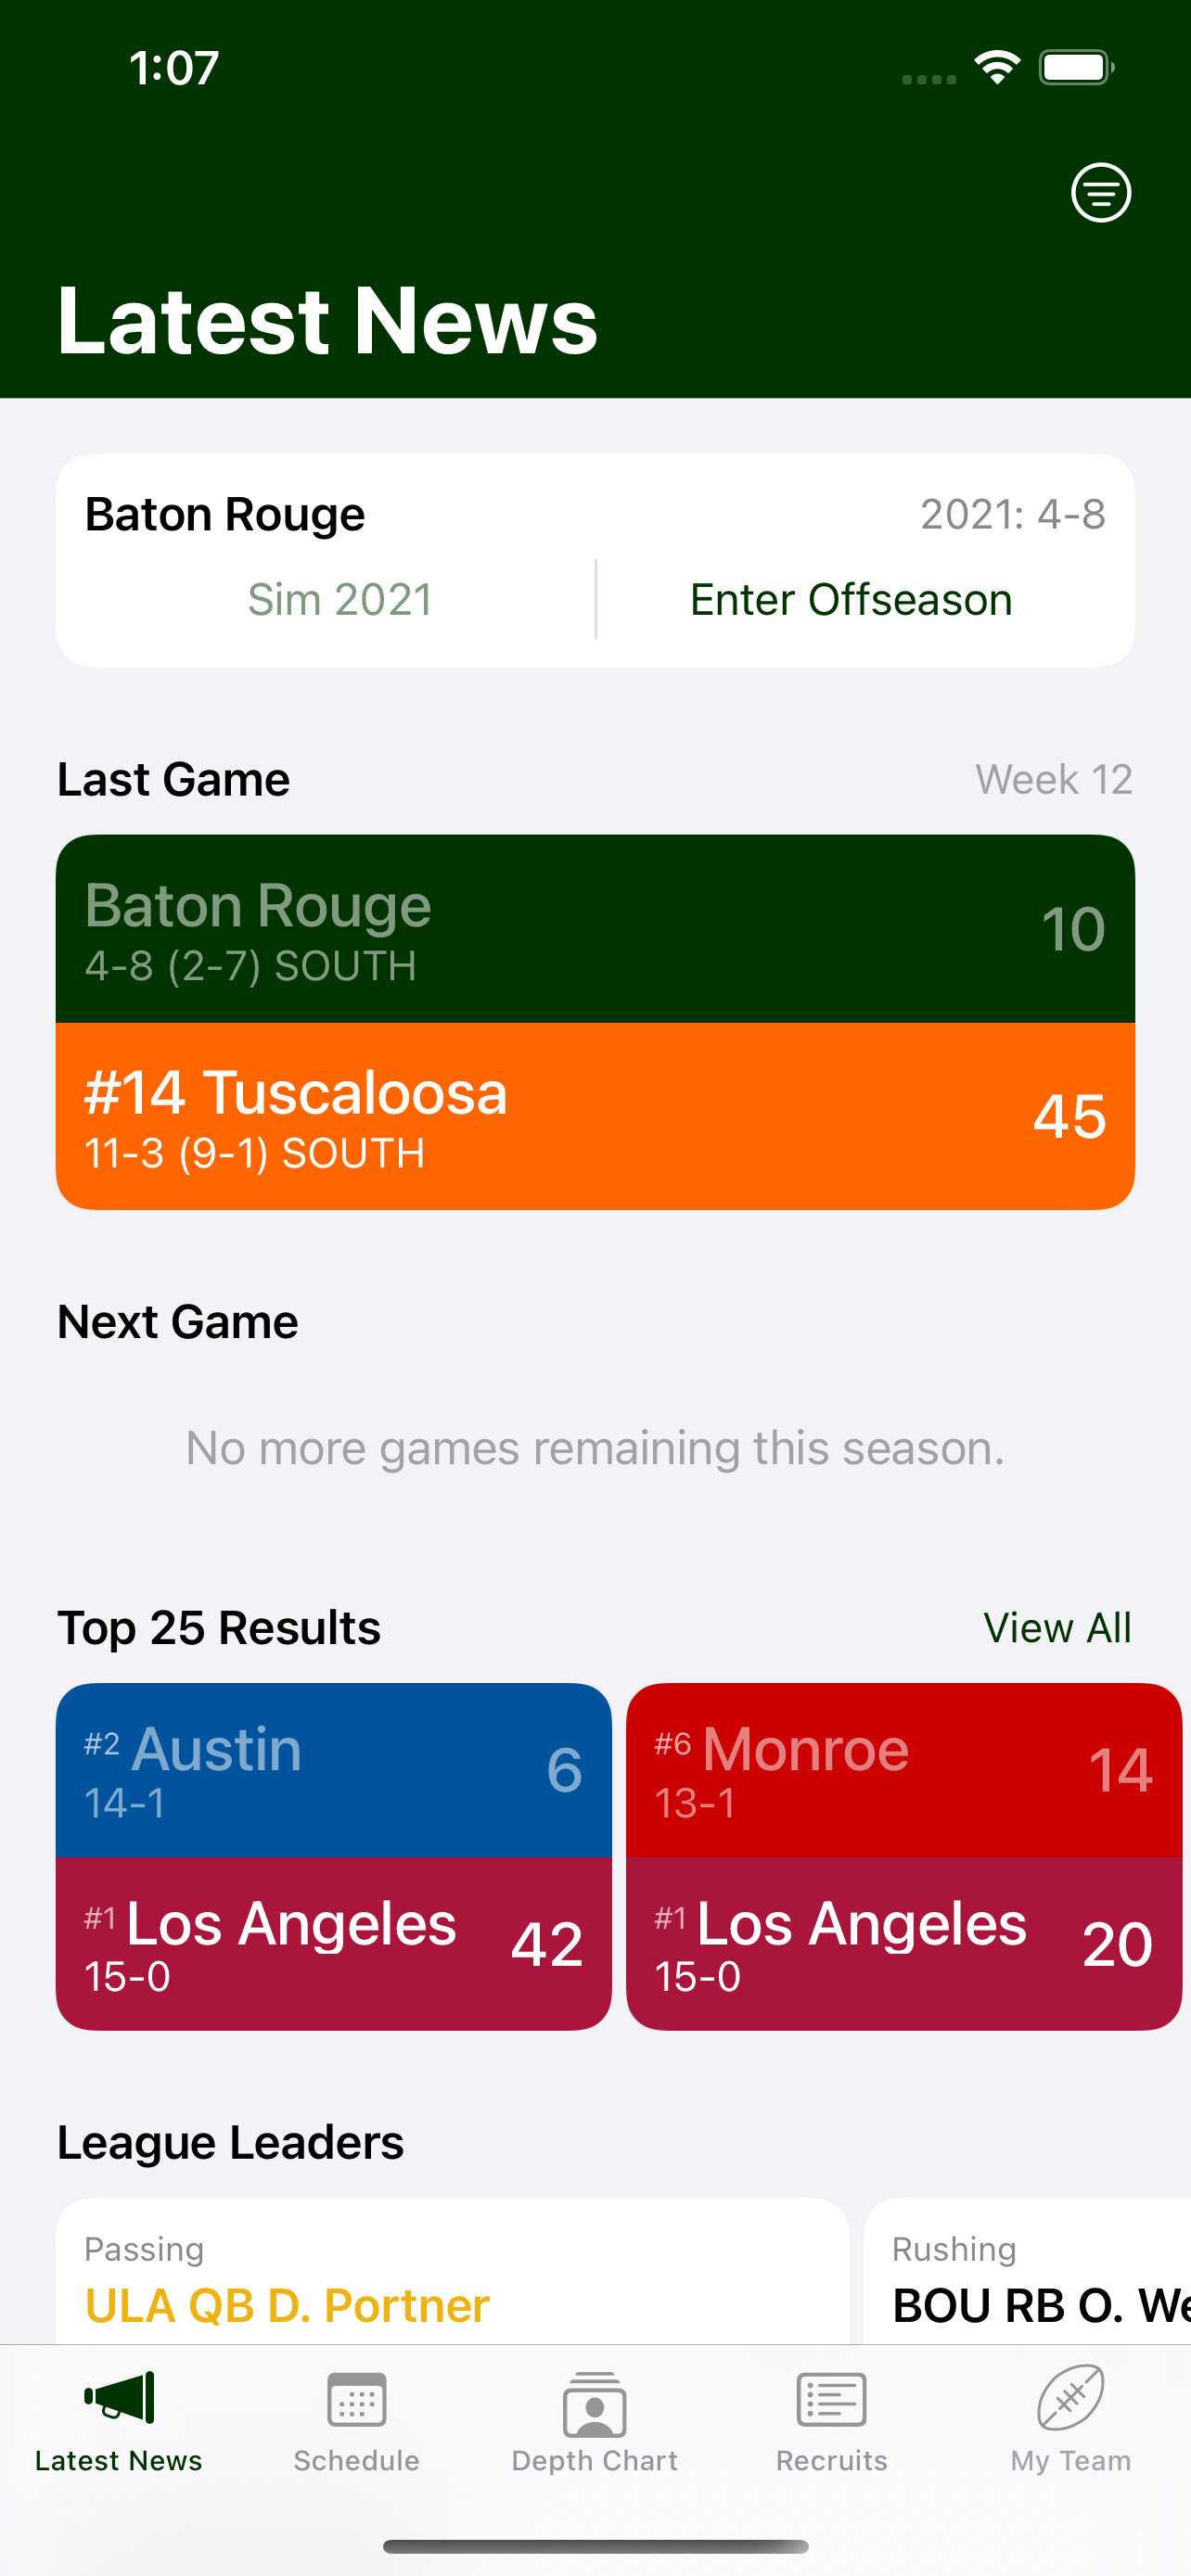 1:07
Latest News
Baton Rouge 2021: 4-8
Sim 2021 Enter Offseason
Last Game Week 12
Baton Rouge 10
4-8 (2-7) SOUTH
#14 Tuscaloosa 45
11-3 (9-1) SOUTH
Next Game
No more games remaining this season.
Top 25 Results View All
#2 Austin 6
14-1
#1 Los Angeles 42
15-0
#6 Monroe 14
13-1
#1 Los Angeles 20
15-0
League Leaders
Passing
ULA QB D. Portner
Rushing
BOU RB O. We
Latest News Schedule Depth Chart Recruits My Team